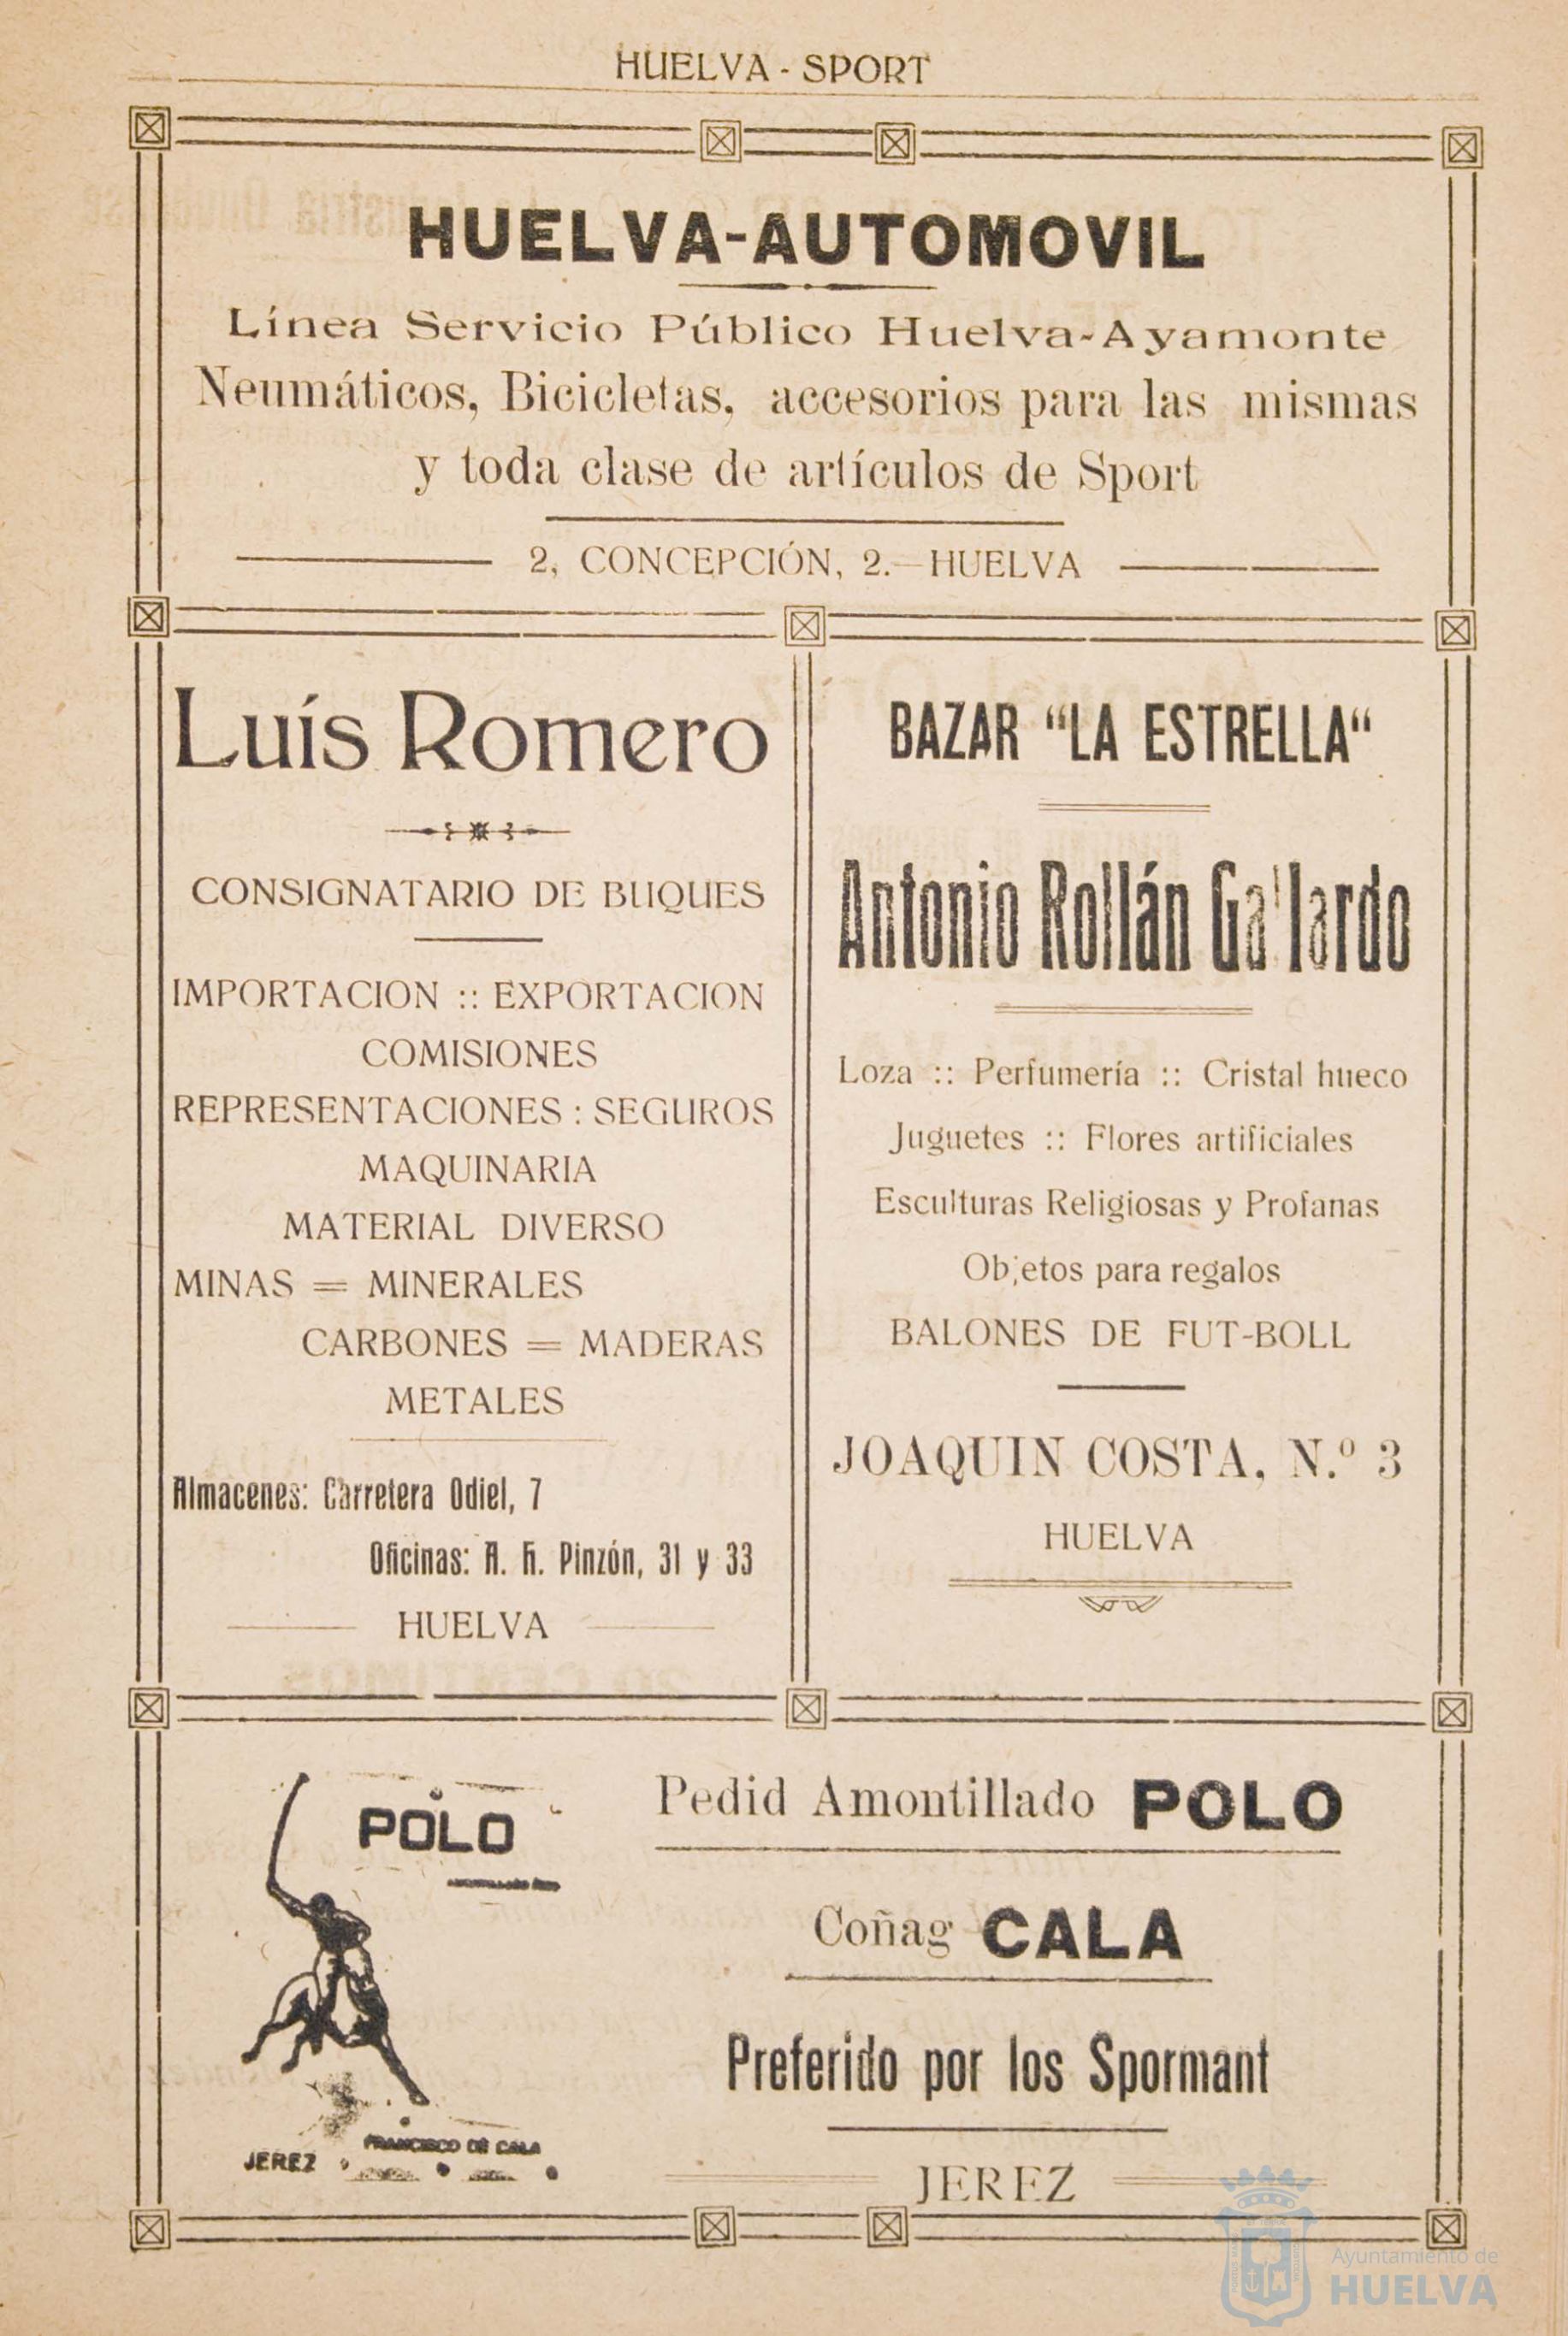 HUELVA - SPORT
HUELVA-AUTOMOVIL
Línea Servicio Público Huelva-Ayamonte
Neumáticos, Bicicletas, accesorios para las mismas
y toda clase de artículos de Sport
2, CONCEPCIÓN, 2.—HUELVA
Luís Romero
CONSIGNATARIO DE BUQUES
IMPORTACION :: EXPORTACION
COMISIONES
REPRESENTACIONES : SEGUROS
MAQUINARIA
MATERIAL DIVERSO
MINAS = MINERALES
CARBONES = MADERAS
METALES
Almacenes: Carretera Odiel, 7
Oficinas: A. H. Pinzón, 31 y 33
HUELVA
BAZAR “LA ESTRELLA“
Antonio Rollán Gallardo
Loza :: Perfumería :: Cristal hueco
Juguetes :: Flores artificiales
Esculturas Religiosas y Profanas
Objetos para regalos
BALONES DE FUT-BOLL
JOAQUIN COSTA, N.º 3
HUELVA
POLO
JEREZ
FRANCISCO DE CALA
Pedid Amontillado POLO
Coñag CALA
Preferido por los Spormant
JEREZ
Ayuntamiento de
HUELVA